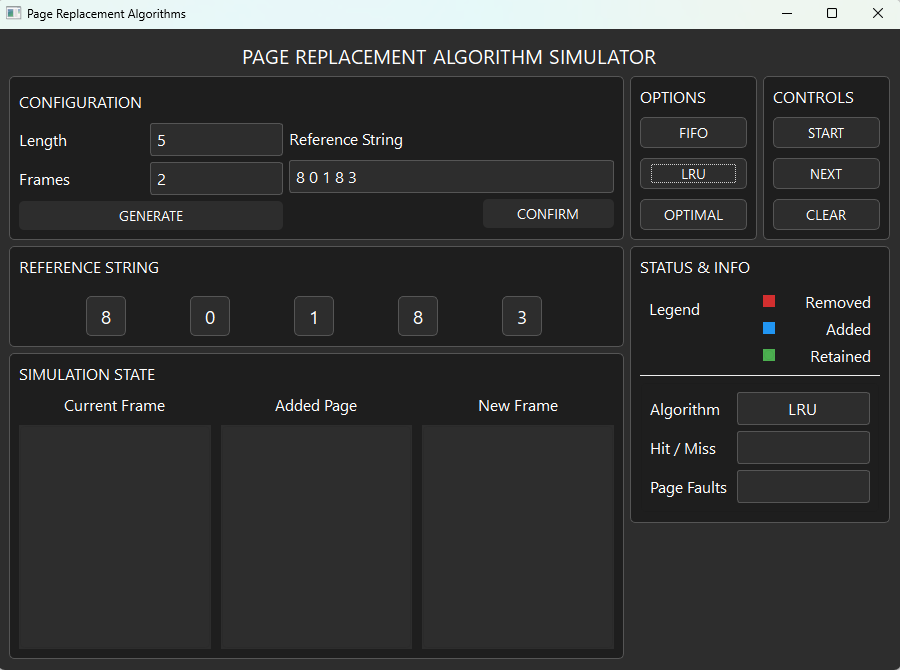 Page Replacement Algorithms
PAGE REPLACEMENT ALGORITHM SIMULATOR
CONFIGURATION
Length
5
Reference String
Frames
2
8 0 1 8 3
GENERATE
CONFIRM
OPTIONS
FIFO
LRU
OPTIMAL
CONTROLS
START
NEXT
CLEAR
REFERENCE STRING
8 0 1 8 3
STATUS & INFO
Legend
Removed
Added
Retained
Algorithm
LRU
Hit / Miss
Page Faults
SIMULATION STATE
Current Frame
Added Page
New Frame